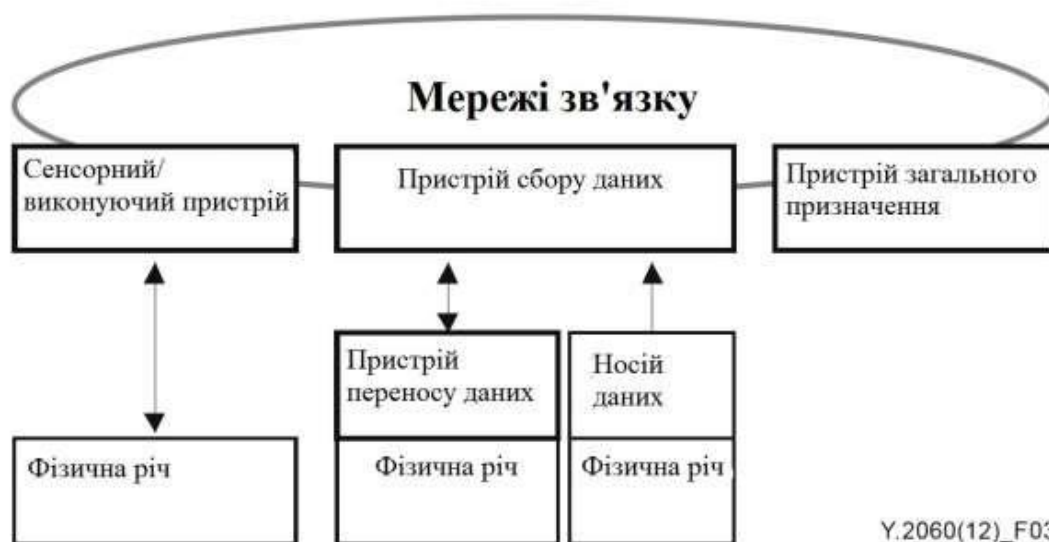 Мережі зв'язку
Сенсорний/
виконуючий пристрій
Пристрій сбору даних
Пристрій загального
призначення
Пристрій
переносу даних
Носій
даних
Фізична річ
Фізична річ
Фізична річ
Y.2060(12)_F03